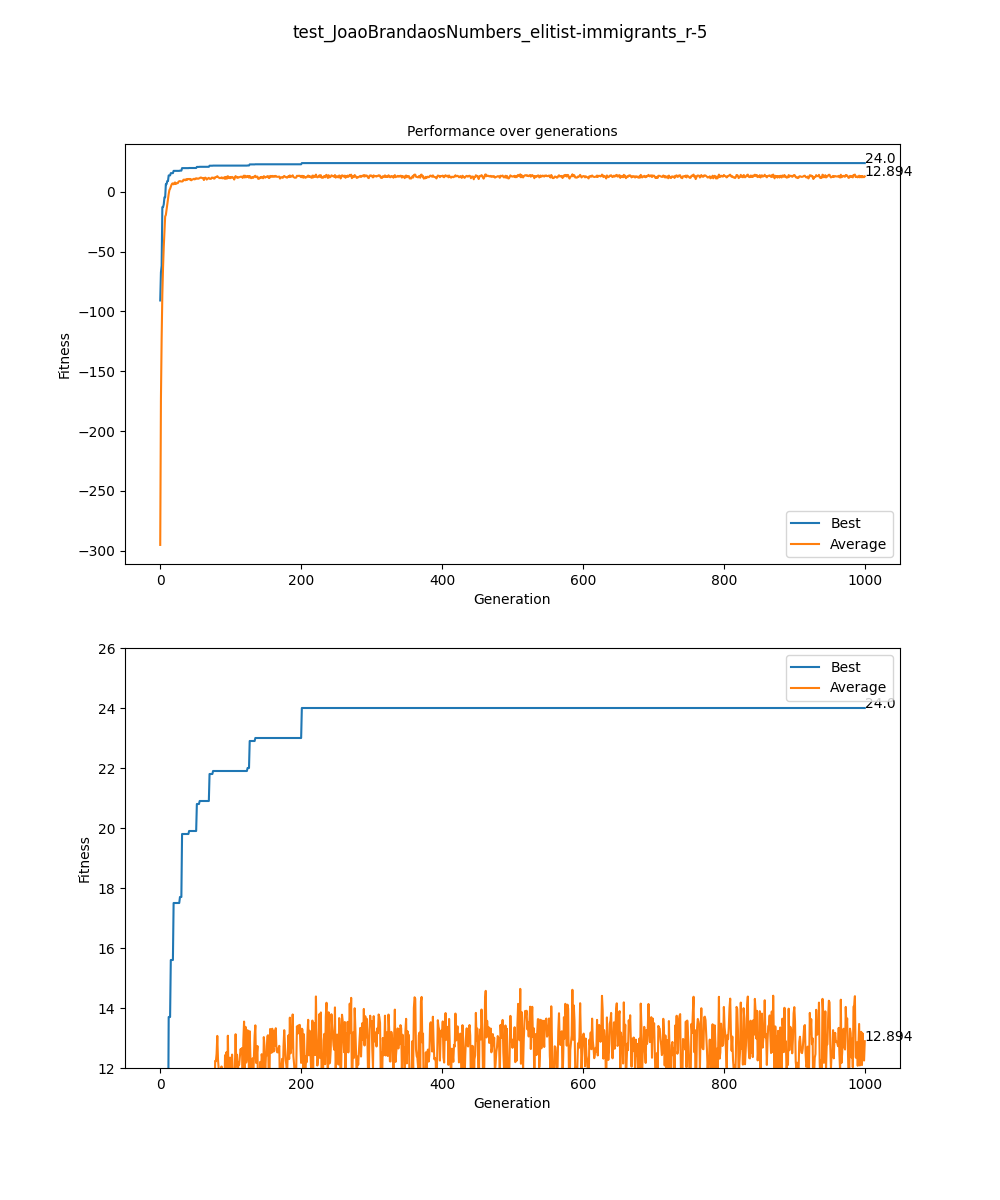 test_JoaoBrandaosNumbers_elitist-immigrants_r-5
Performance over generations
24.0
12.894
0
−50
−100
−150
−200
−250
−300
Fitness
Best
Average
0 200 400 600 800 1000
Generation
26
24
22
20
18
16
14
12
Fitness
Best
Average
24.0
12.894
0 200 400 600 800 1000
Generation